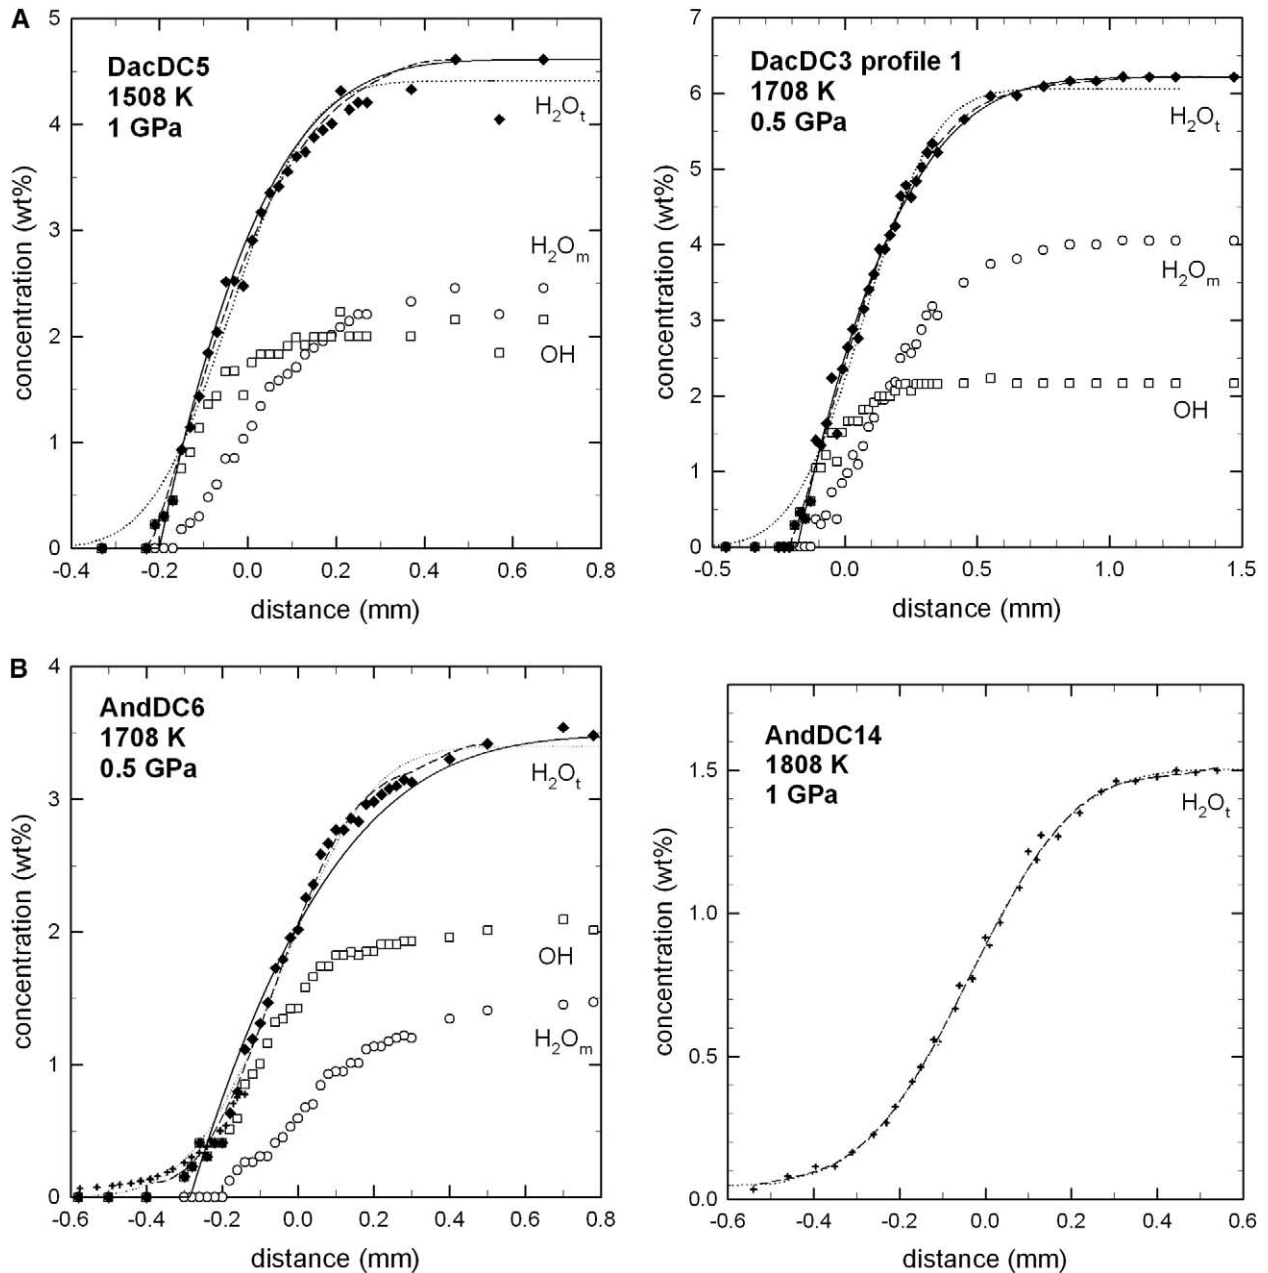 A
DacDC5
1508 K
1 GPa
H₂Oₜ
H₂Oₘ
OH
concentration (wt%)
5
4
3
2
1
0
-0.4 -0.2 0.0 0.2 0.4 0.6 0.8
distance (mm)
DacDC3 profile 1
1708 K
0.5 GPa
H₂Oₜ
H₂Oₘ
OH
concentration (wt%)
7
6
5
4
3
2
1
0
-0.5 0.0 0.5 1.0 1.5
distance (mm)
B
AndDC6
1708 K
0.5 GPa
H₂Oₜ
OH
H₂Oₘ
concentration (wt%)
4
3
2
1
0
-0.6 -0.4 -0.2 0.0 0.2 0.4 0.6 0.8
distance (mm)
AndDC14
1808 K
1 GPa
H₂Oₜ
concentration (wt%)
1.5
1.0
0.5
0.0
-0.6 -0.4 -0.2 0.0 0.2 0.4 0.6
distance (mm)